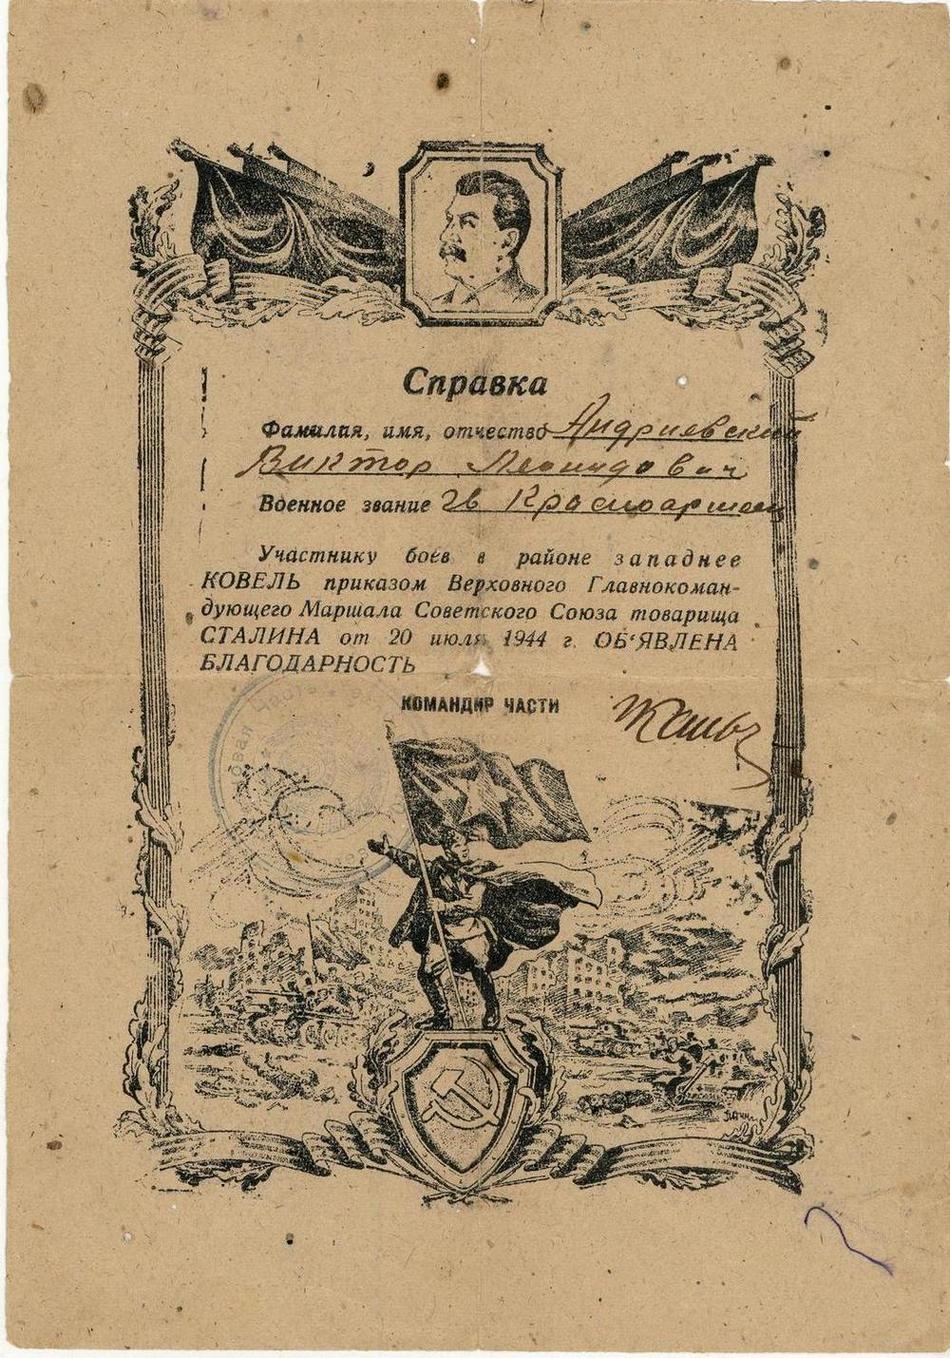 Справка
Фамилая, имя, отчество Андриевский
Виктор Леонидович
Военное звание гв Красноармеец
Участнику боев в районе западнее
КОВЕЛЬ приказом Верховного Главнокоман-
дующего Маршала Советского Союза товарища
СТАЛИНА от 20 июля 1944 г. ОБ'ЯВЛЕНА
БЛАГОДАРНОСТЬ
КОМАНДИР ЧАСТИ